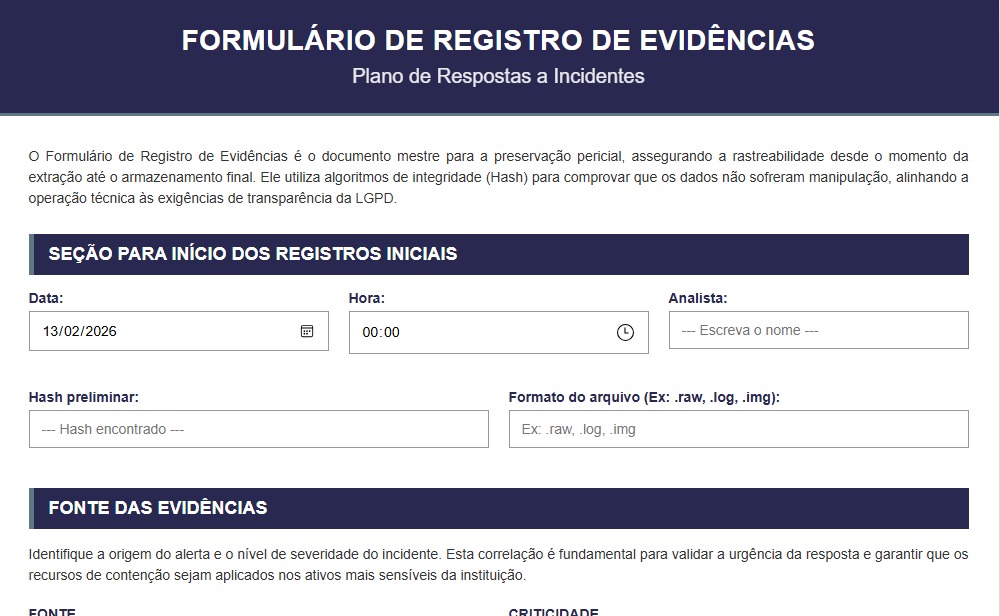 FORMULÁRIO DE REGISTRO DE EVIDÊNCIAS
Plano de Respostas a Incidentes
O Formulário de Registro de Evidências é o documento mestre para a preservação pericial, assegurando a rastreabilidade desde o momento da
extração até o armazenamento final. Ele utiliza algoritmos de integridade (Hash) para comprovar que os dados não sofreram manipulação, alinhando a
operação técnica às exigências de transparência da LGPD.
SEÇÃO PARA INÍCIO DOS REGISTROS INICIAIS
Data: Hora: Analista:
13/02/2026 00:00 --- Escreva o nome ---
Hash preliminar: Formato do arquivo (Ex: .raw, .log, .img):
--- Hash encontrado --- Ex: .raw, .log, .img
FONTE DAS EVIDÊNCIAS
Identifique a origem do alerta e o nível de severidade do incidente. Esta correlação é fundamental para validar a urgência da resposta e garantir que os
recursos de contenção sejam aplicados nos ativos mais sensíveis da instituição.
FONTE CRITICIDADE